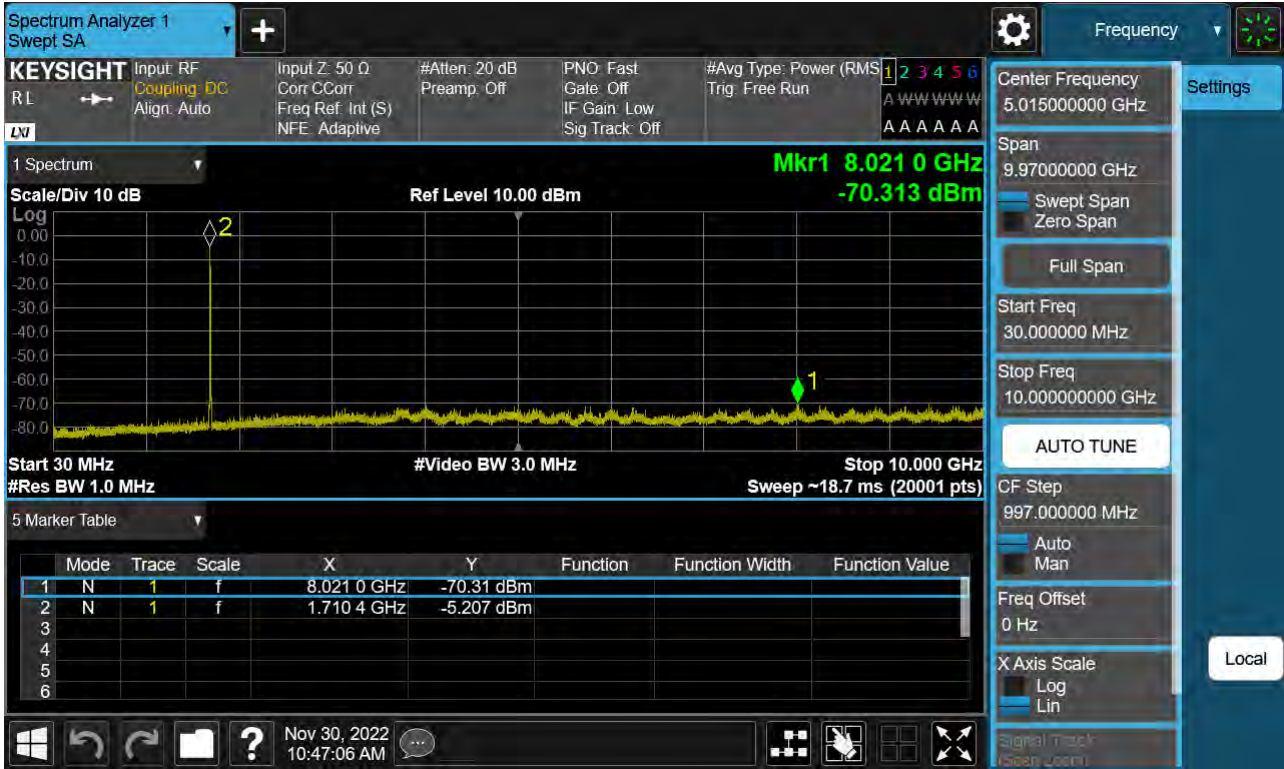 Spectrum Analyzer 1
Swept SA
+
Frequency
KEYSIGHT
RL
LXI
Input: RF
Coupling: DC
Align: Auto
Input Z: 50 Ω
Corr CCorr
Freq Ref: Int (S)
NFE: Adaptive
#Atten: 20 dB
Preamp: Off
PNO: Fast
Gate: Off
IF Gain: Low
Sig Track: Off
#Avg Type: Power (RMS
Trig: Free Run
1 2 3 4 5 6
A W W W W W
A A A A A A
1 Spectrum
Mkr1 8.021 0 GHz
-70.313 dBm
Scale/Div 10 dB
Ref Level 10.00 dBm
Log
0.00
-10.0
-20.0
-30.0
-40.0
-50.0
-60.0
-70.0
-80.0
2
1
Start 30 MHz
#Video BW 3.0 MHz
Stop 10.000 GHz
#Res BW 1.0 MHz
Sweep ~18.7 ms (20001 pts)
5 Marker Table
Mode Trace Scale X Y Function Function Width Function Value
1 N 1 f 8.021 0 GHz -70.31 dBm
2 N 1 f 1.710 4 GHz -5.207 dBm
3
4
5
6
Center Frequency
5.015000000 GHz
Span
9.97000000 GHz
Swept Span
Zero Span
Full Span
Start Freq
30.000000 MHz
Stop Freq
10.000000000 GHz
AUTO TUNE
CF Step
997.000000 MHz
Auto
Man
Freq Offset
0 Hz
X Axis Scale
Log
Lin
Signal Track
(Span Zoom)
Settings
Local
?
Nov 30, 2022
10:47:06 AM